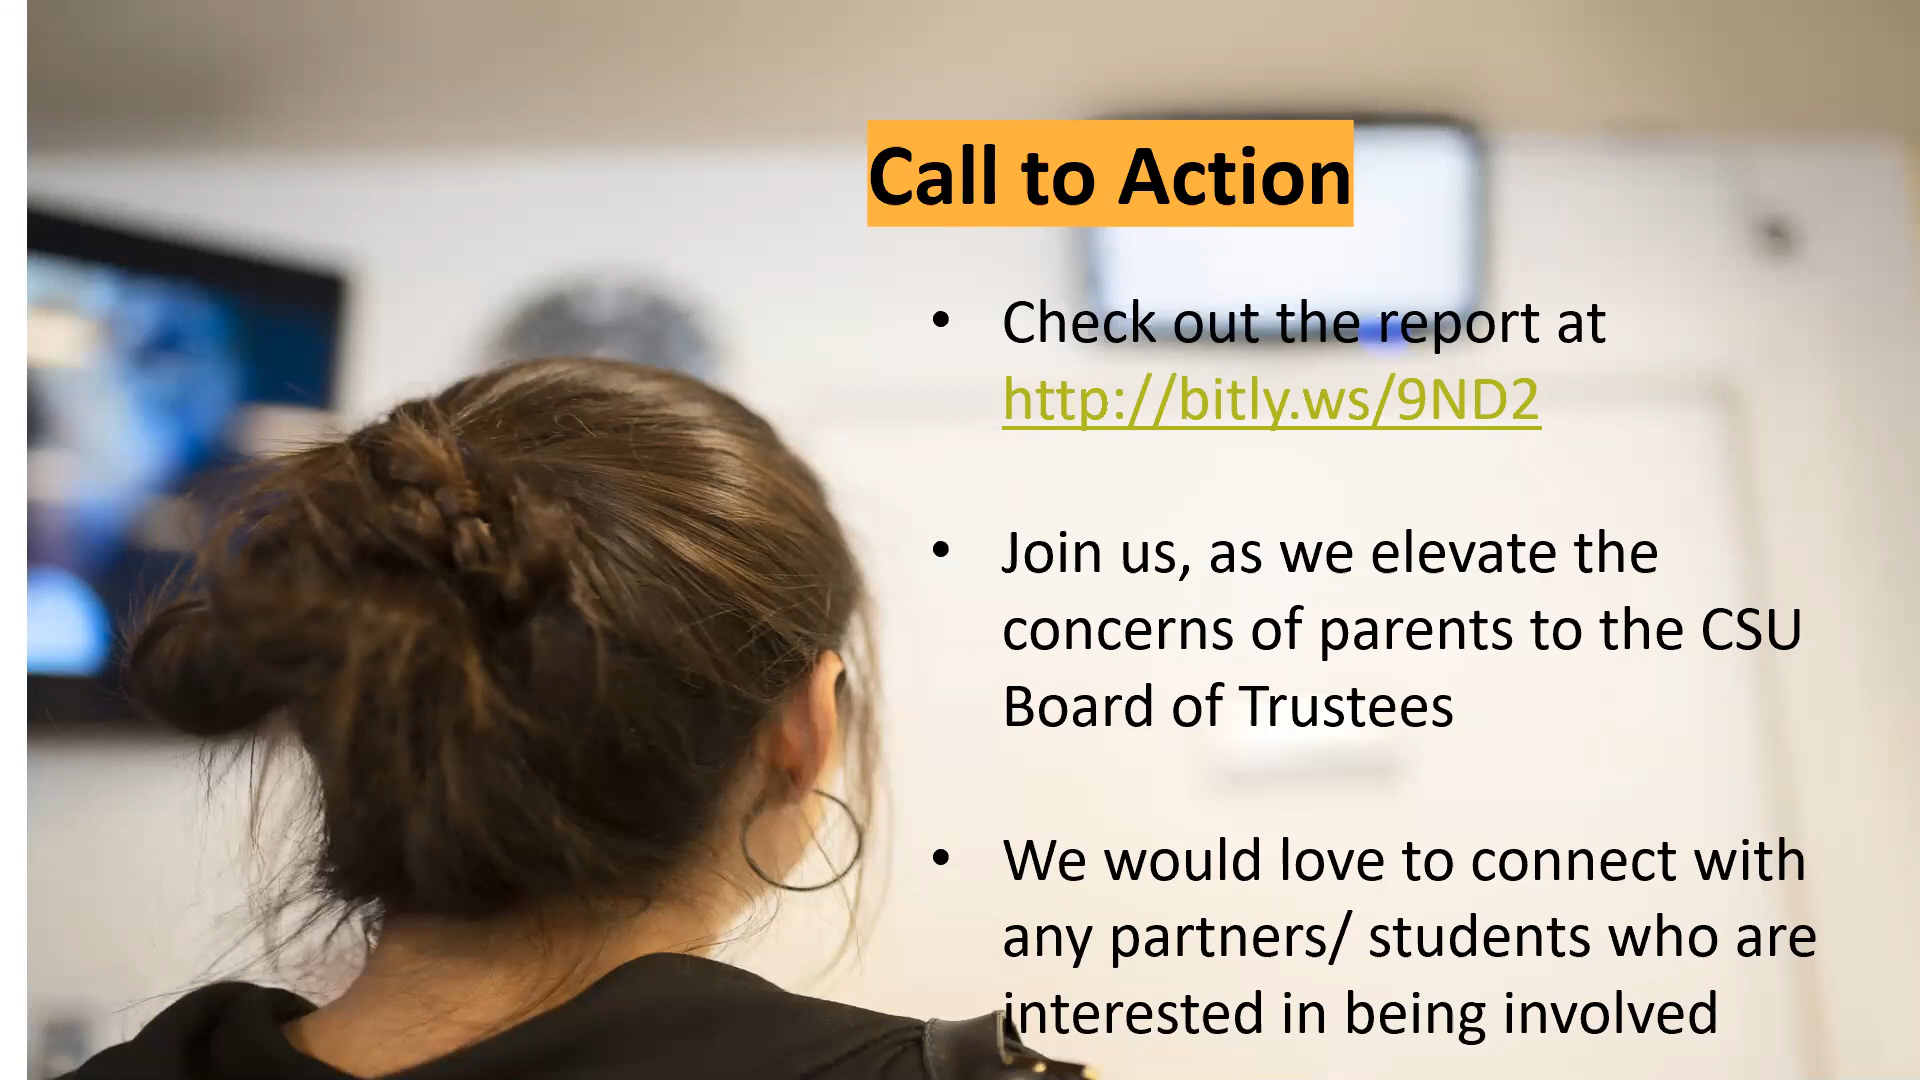 Call to Action
• Check out the report at
http://bitly.ws/9ND2
• Join us, as we elevate the
concerns of parents to the CSU
Board of Trustees
• We would love to connect with
any partners/ students who are
interested in being involved